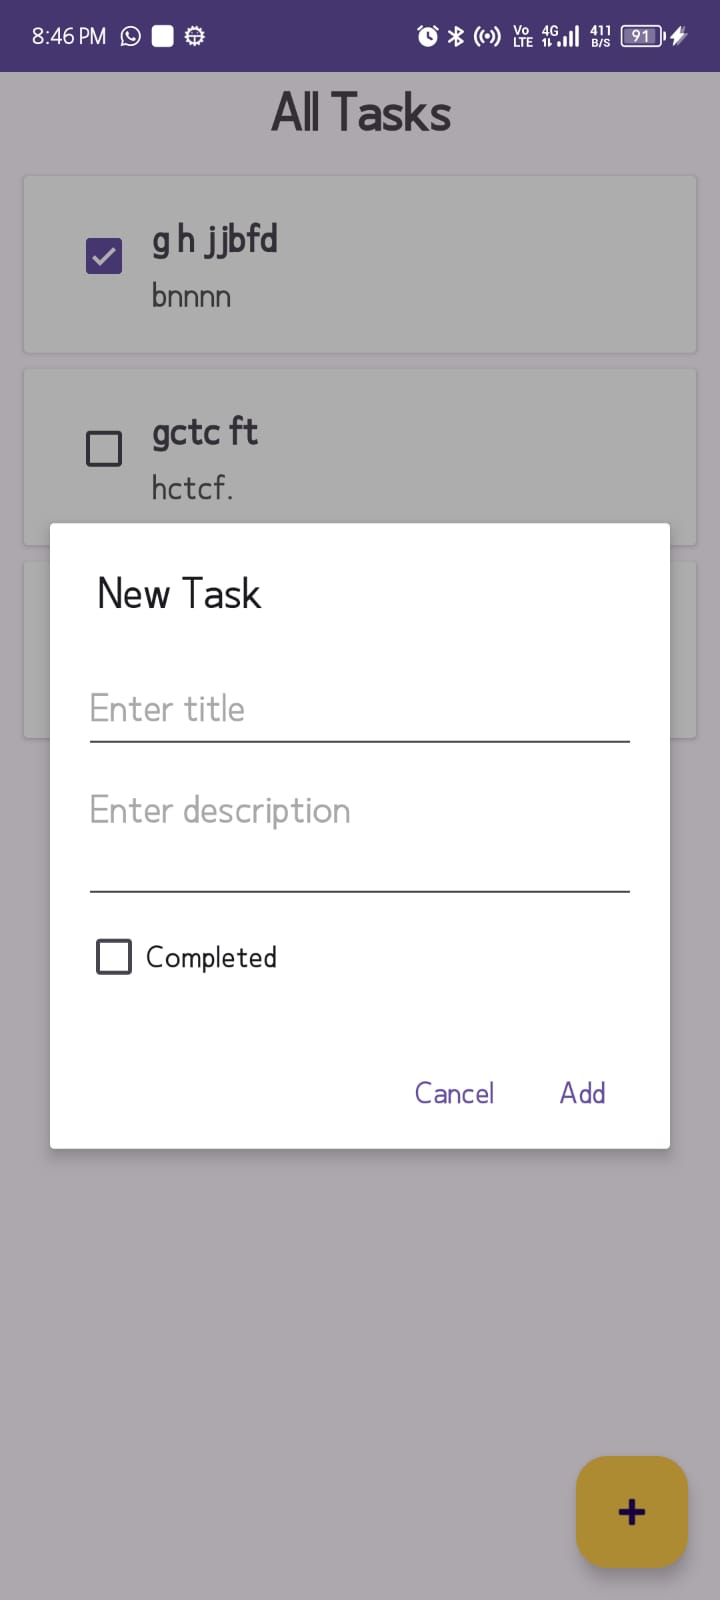 8:46 PM Vo LTE 4G 411 B/S 91
All Tasks
g h jjbfd
bnnnn
gctc ft
hctcf.
New Task
Enter title
Enter description
Completed
Cancel Add